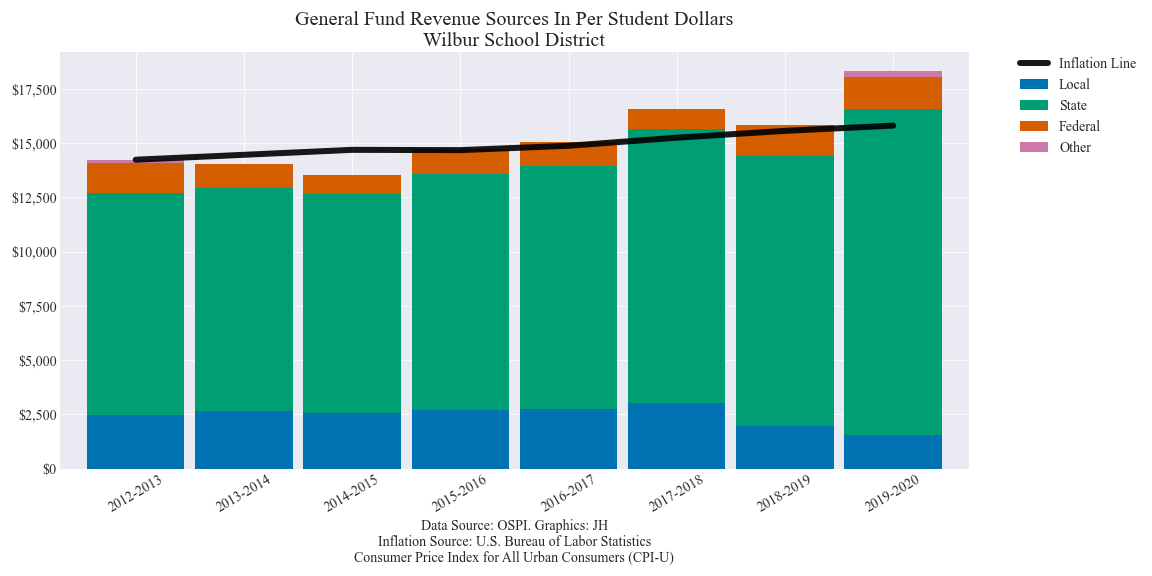 General Fund Revenue Sources In Per Student Dollars
Wilbur School District
Inflation Line
Local
State
Federal
Other
$17,500
$15,000
$12,500
$10,000
$7,500
$5,000
$2,500
$0
2012-2013
2013-2014
2014-2015
2015-2016
2016-2017
2017-2018
2018-2019
2019-2020
Data Source: OSPI. Graphics: JH
Inflation Source: U.S. Bureau of Labor Statistics
Consumer Price Index for All Urban Consumers (CPI-U)